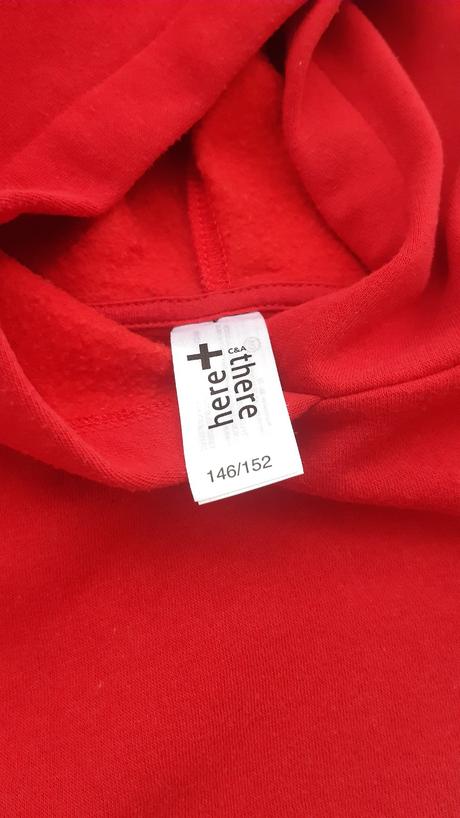 C&A
here + there
146/152